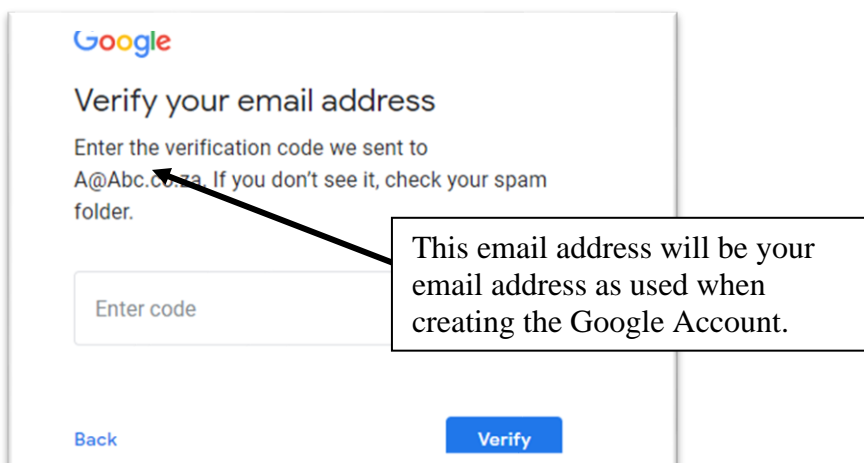 Google
Verify your email address
Enter the verification code we sent to
A@Abc.co.za. If you don't see it, check your spam
folder.
This email address will be your
email address as used when
creating the Google Account.
Enter code
Back
Verify